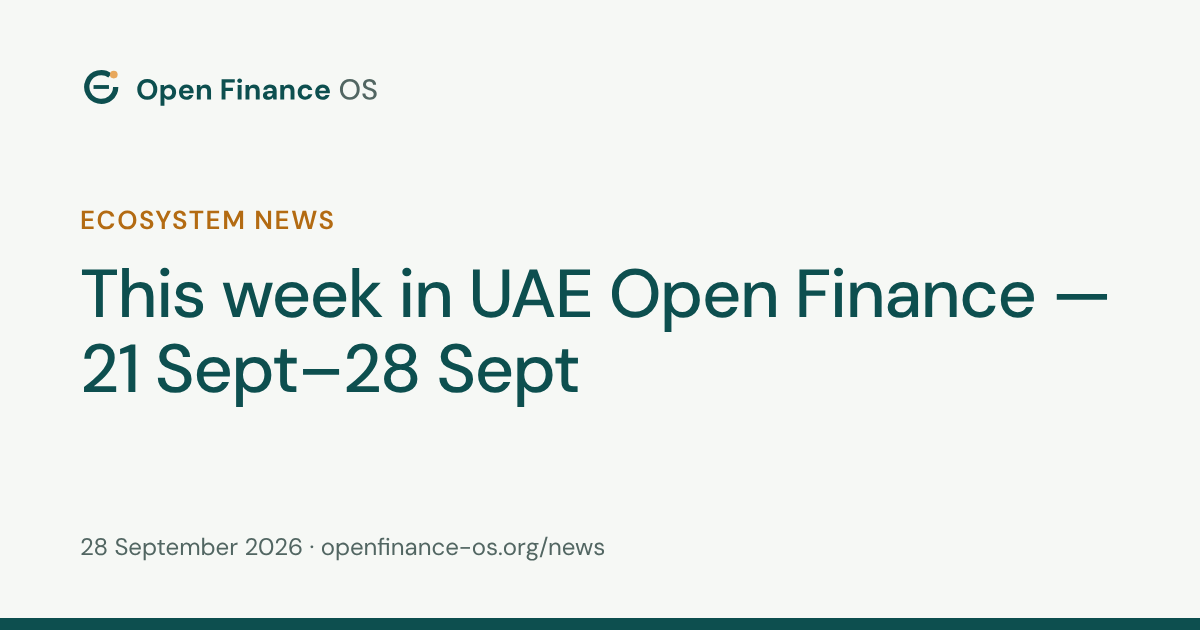 Open Finance OS
ECOSYSTEM NEWS
This week in UAE Open Finance —
21 Sept–28 Sept
28 September 2026 · openfinance-os.org/news